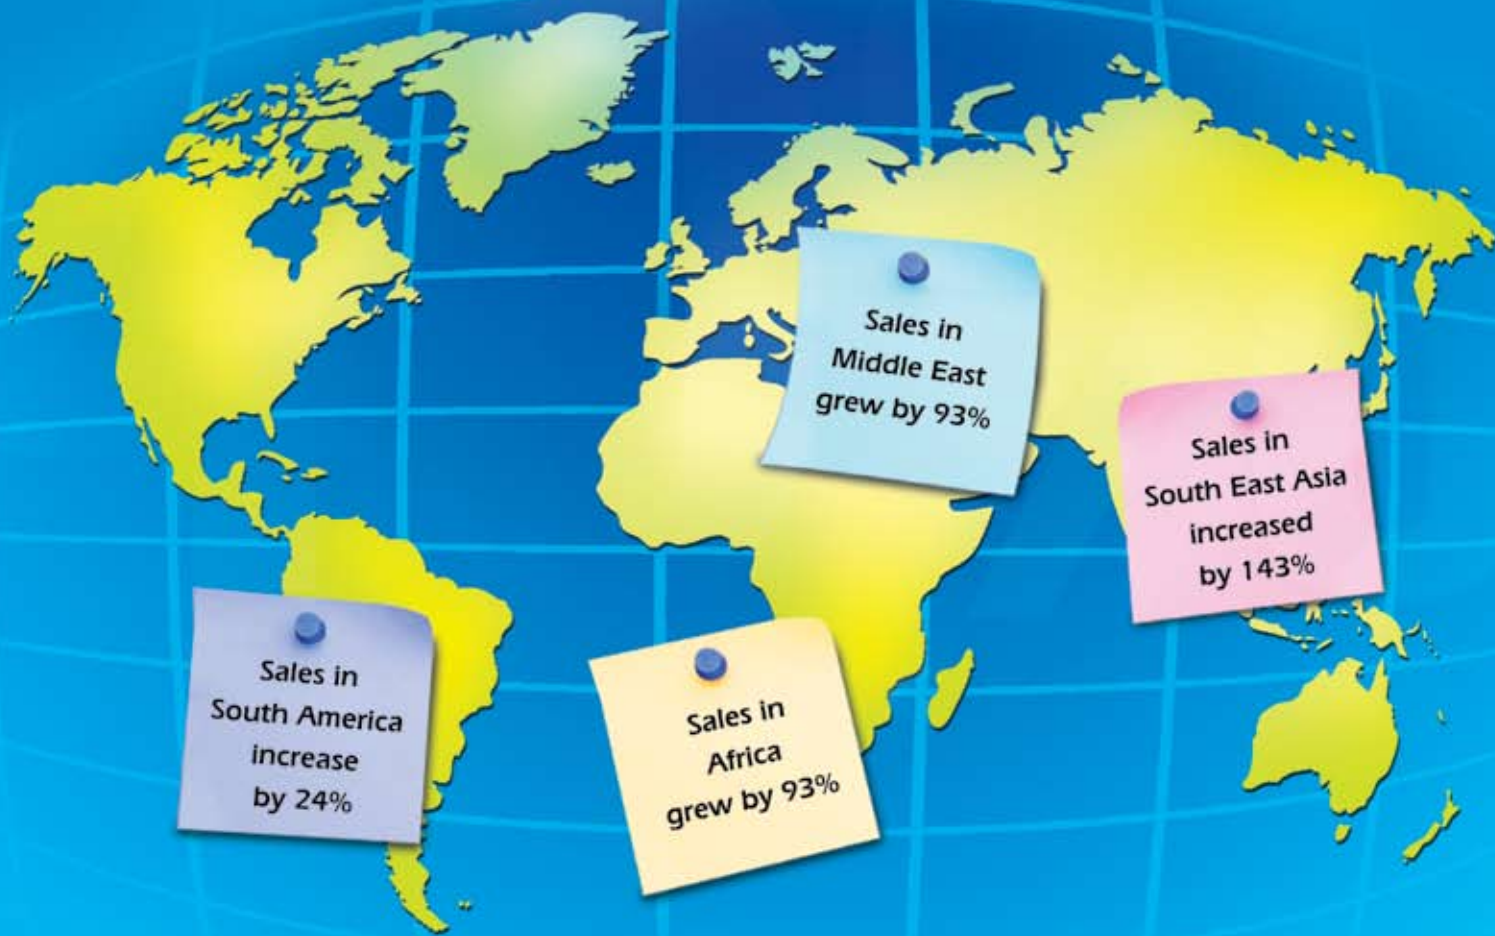 Sales in
Middle East
grew by 93%
Sales in
South East Asia
increased
by 143%
Sales in
South America
increase
by 24%
Sales in
Africa
grew by 93%